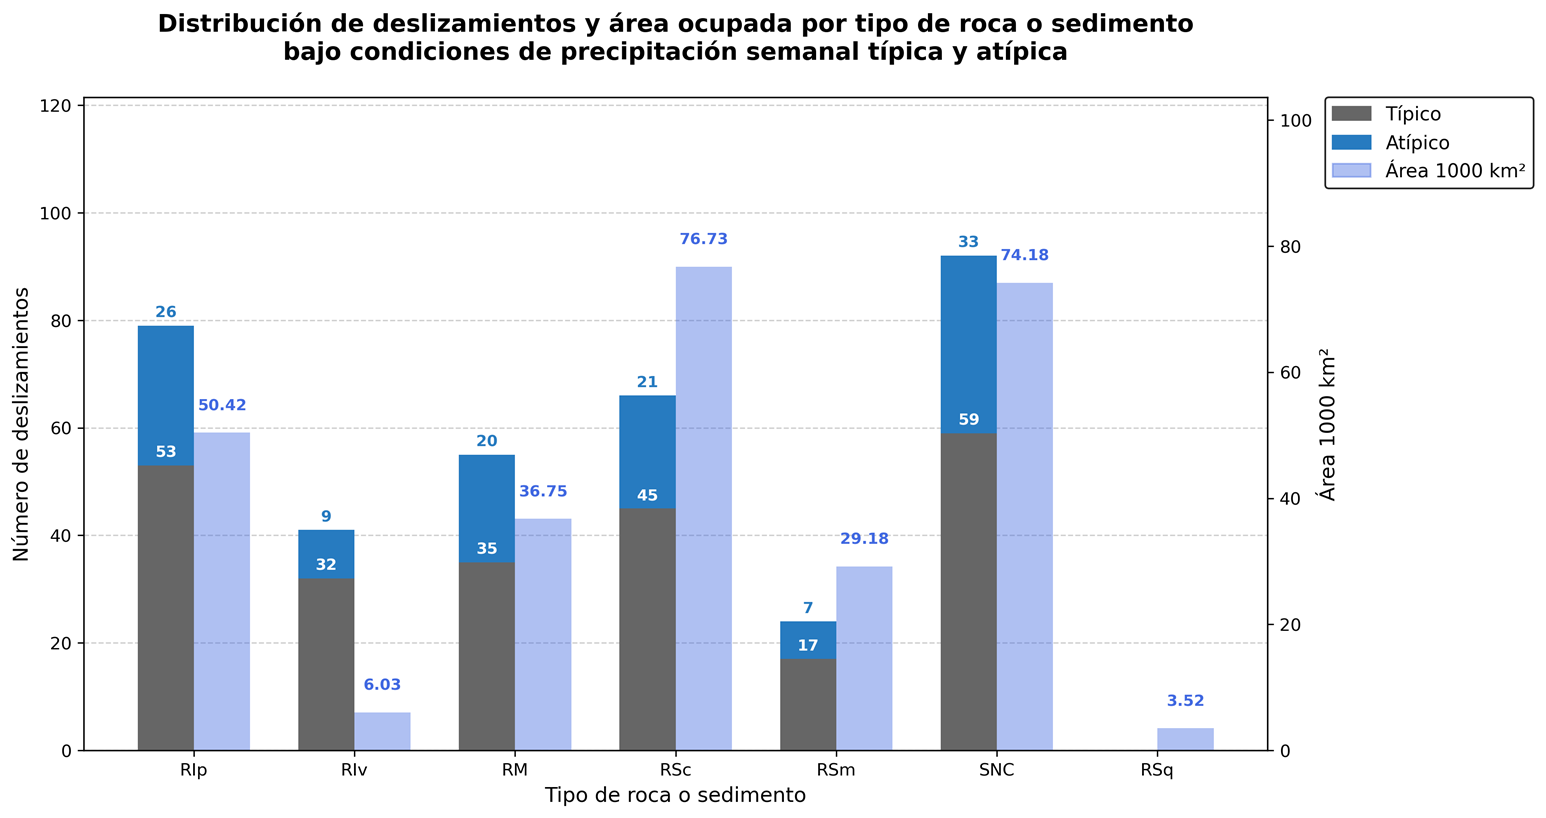 Distribución de deslizamientos y área ocupada por tipo de roca o sedimento
bajo condiciones de precipitación semanal típica y atípica
Típico
Atípico
Área 1000 km²
Número de deslizamientos
120
100
80
60
40
20
0
26
53
50.42
9
32
6.03
20
35
36.75
21
45
76.73
7
17
29.18
33
59
74.18
3.52
100
80
60
40
20
0
Área 1000 km²
RIp
RIv
RM
RSc
RSm
SNC
RSq
Tipo de roca o sedimento